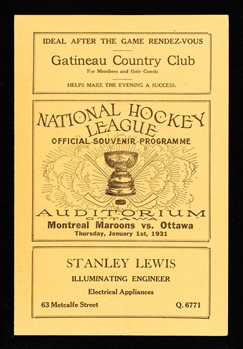 IDEAL AFTER THE GAME RENDEZ-VOUS
Gatineau Country Club
For Members and their Guests
HELPS MAKE THE EVENING A SUCCESS.
NATIONAL HOCKEY
LEAGUE
OFFICIAL SOUVENIR PROGRAMME
AUDITORIUM
OTTAWA
Montreal Maroons vs. Ottawa
Thursday, January 1st, 1931
STANLEY LEWIS
ILLUMINATING ENGINEER
Electrical Appliances
63 Metcalfe Street Q. 6771